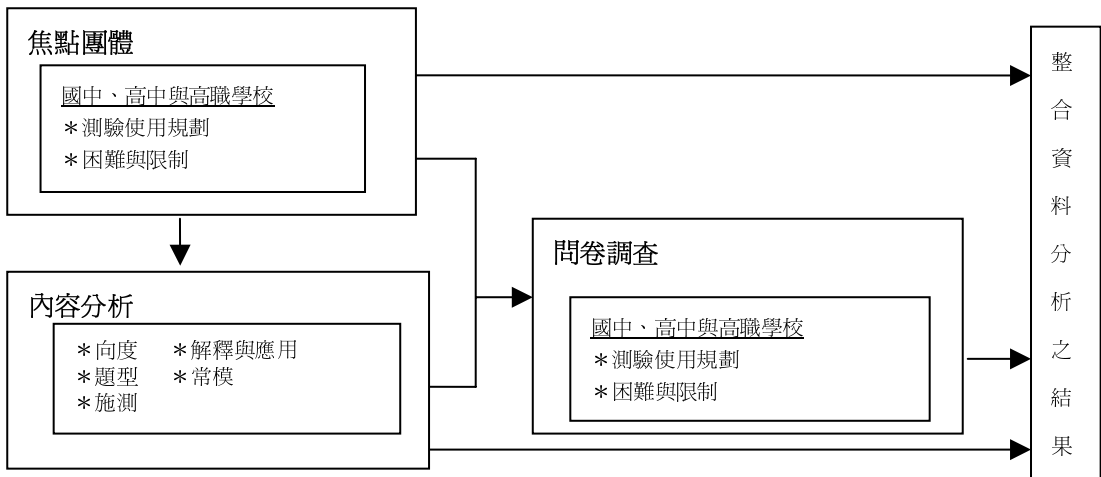 焦點團體
國中、高中與高職學校
＊測驗使用規劃
＊困難與限制
內容分析
＊向度 ＊解釋與應用
＊題型 ＊常模
＊施測
問卷調查
國中、高中與高職學校
＊測驗使用規劃
＊困難與限制
整合資料分析之結果